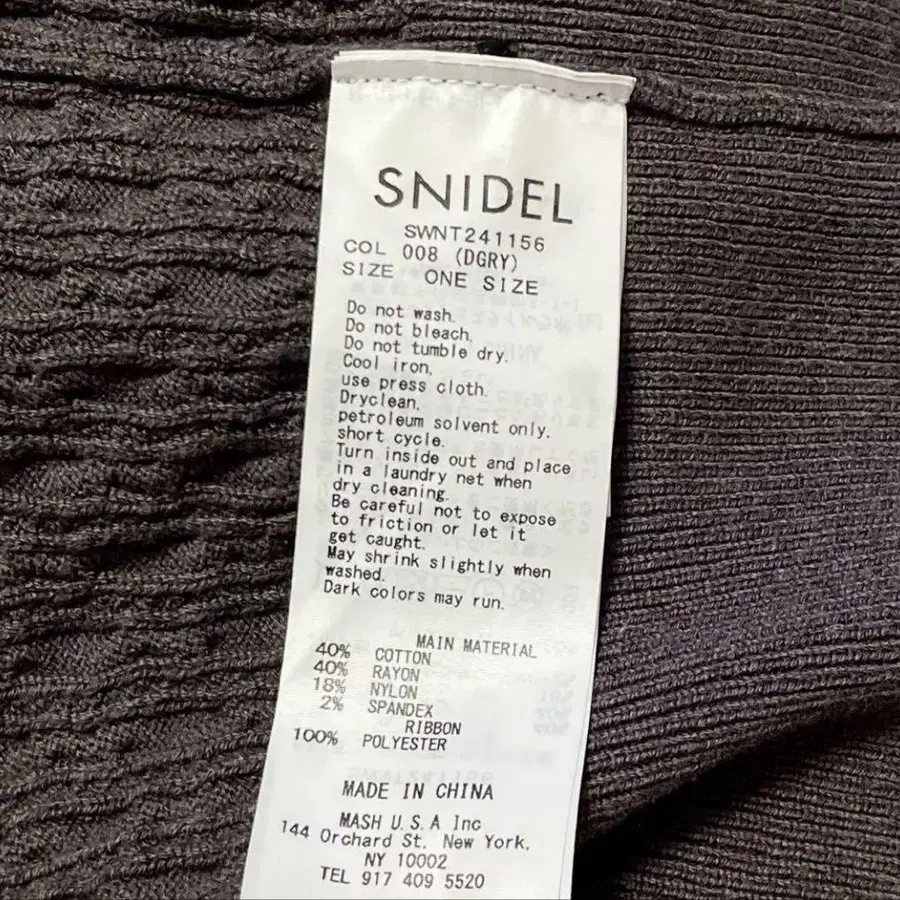 SNIDEL
SWNT241156
COL 008 (DGRY)
SIZE ONE SIZE
Do not wash.
Do not bleach.
Do not tumble dry.
Cool iron.
use press cloth.
Dryclean.
petroleum solvent only.
short cycle.
Turn inside out and place
in a laundry net when
dry cleaning.
Be careful not to expose
to friction or let it
get caught.
May shrink slightly when
washed.
Dark colors may run.
MAIN MATERIAL
40% COTTON
40% RAYON
18% NYLON
2% SPANDEX
RIBBON
100% POLYESTER
MADE IN CHINA
MASH U.S.A Inc
144 Orchard St. New York,
NY 10002
TEL 917 409 5520